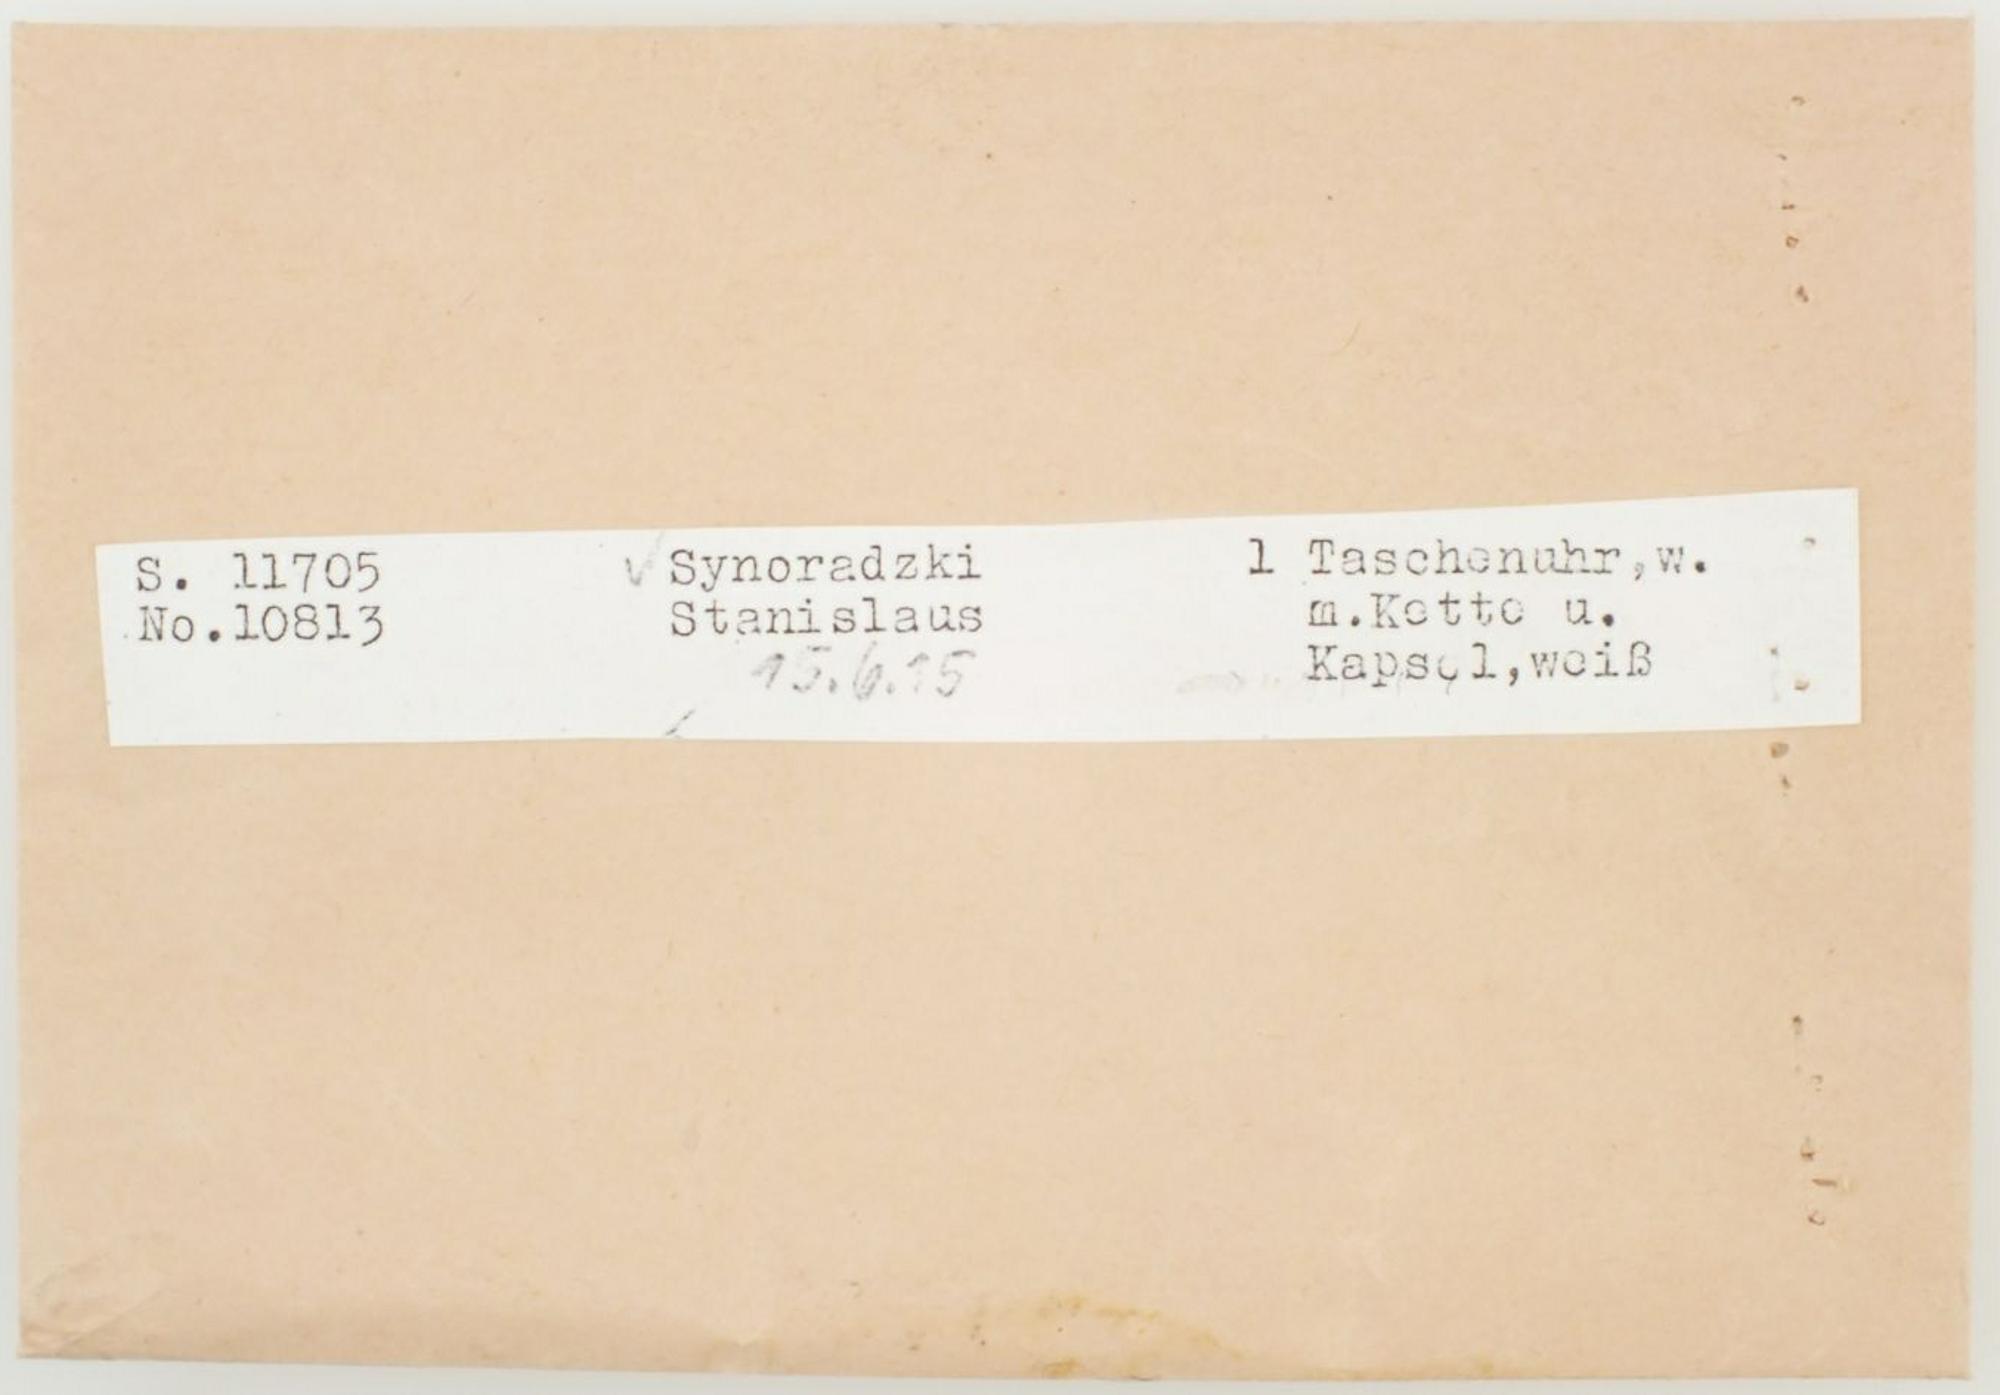 S. 11705 ✓ Synoradzki 1 Taschenuhr,w.
No.10813 Stanislaus m.Kette u.
15.6.15 Kapsel,weiß